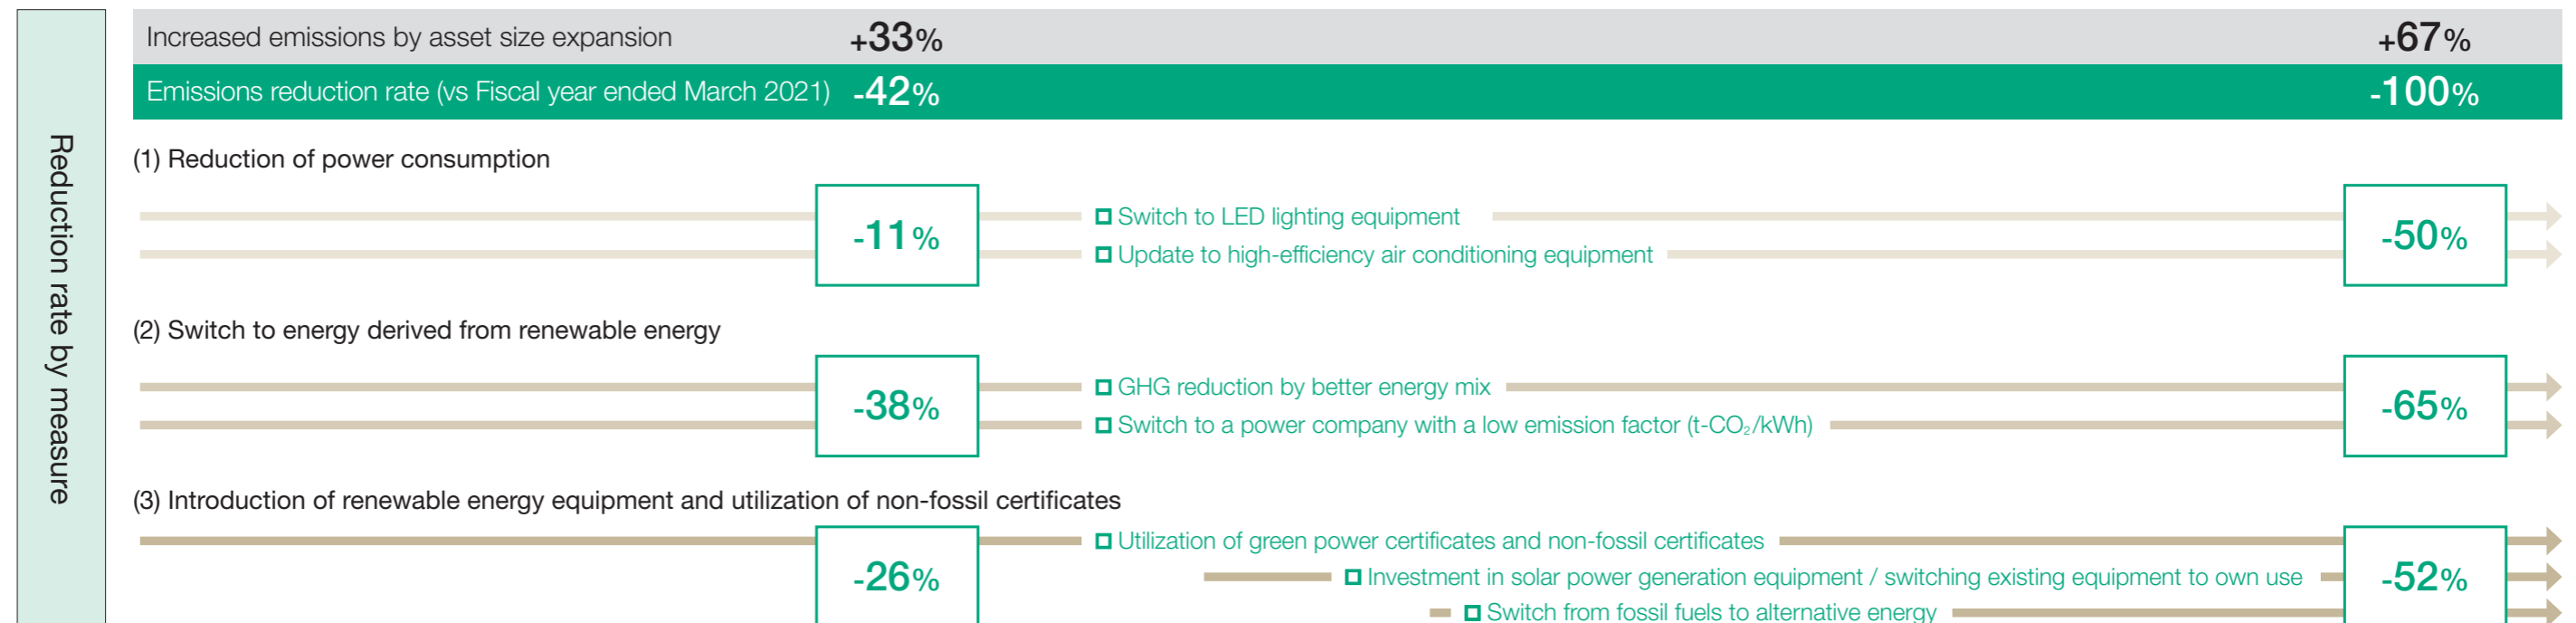 Reduction rate by measure
Increased emissions by asset size expansion +33% +67%
Emissions reduction rate (vs Fiscal year ended March 2021) -42% -100%
(1) Reduction of power consumption
-11%
Switch to LED lighting equipment
Update to high-efficiency air conditioning equipment
-50%
(2) Switch to energy derived from renewable energy
-38%
GHG reduction by better energy mix
Switch to a power company with a low emission factor (t-CO₂/kWh)
-65%
(3) Introduction of renewable energy equipment and utilization of non-fossil certificates
-26%
Utilization of green power certificates and non-fossil certificates
Investment in solar power generation equipment / switching existing equipment to own use
Switch from fossil fuels to alternative energy
-52%